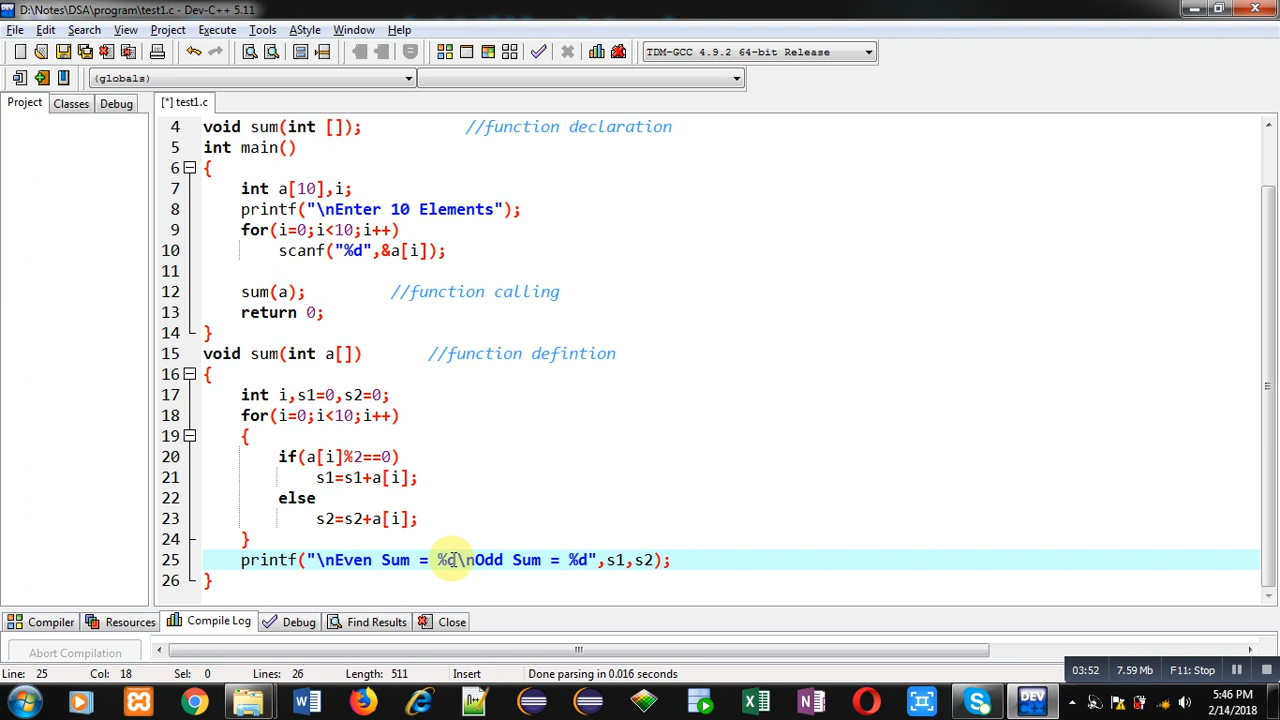 D:\Notes\DSA\program\test1.c - Dev-C++ 5.11
File Edit Search View Project Execute Tools AStyle Window Help
TDM-GCC 4.9.2 64-bit Release
(globals)
Project Classes Debug [*] test1.c
4 void sum(int []); //function declaration
5 int main()
6 {
7 int a[10],i;
8 printf("\nEnter 10 Elements");
9 for(i=0;i<10;i++)
10 scanf("%d",&a[i]);
11
12 sum(a); //function calling
13 return 0;
14 }
15 void sum(int a[]) //function defintion
16 {
17 int i,s1=0,s2=0;
18 for(i=0;i<10;i++)
19 {
20 if(a[i]%2==0)
21 s1=s1+a[i];
22 else
23 s2=s2+a[i];
24 }
25 printf("\nEven Sum = %d\nOdd Sum = %d",s1,s2);
26 }
Compiler Resources Compile Log Debug Find Results Close
Abort Compilation
03:52 7.59 Mb F11: Stop
Line: 25 Col: 18 Sel: 0 Lines: 26 Length: 511 Insert Done parsing in 0.016 seconds
DEV
5:46 PM
2/14/2018